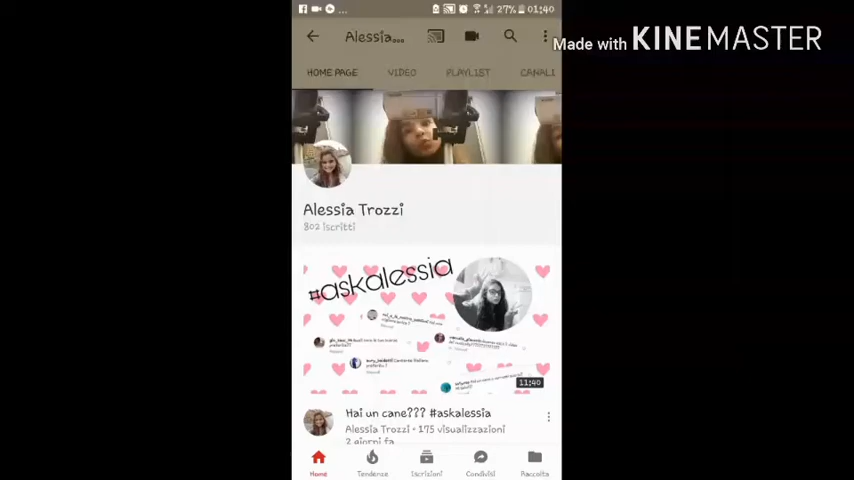 27% 01:40
Alessia...
Made with KINEMASTER
HOME PAGE VIDEO PLAYLIST CANALI
Alessia Trozzi
802 iscritti
#askalessia
11:40
Hai un cane??? #askalessia
Alessia Trozzi • 175 visualizzazioni
2 giorni fa
Home Tendenze Iscrizioni Condivisi Raccolta